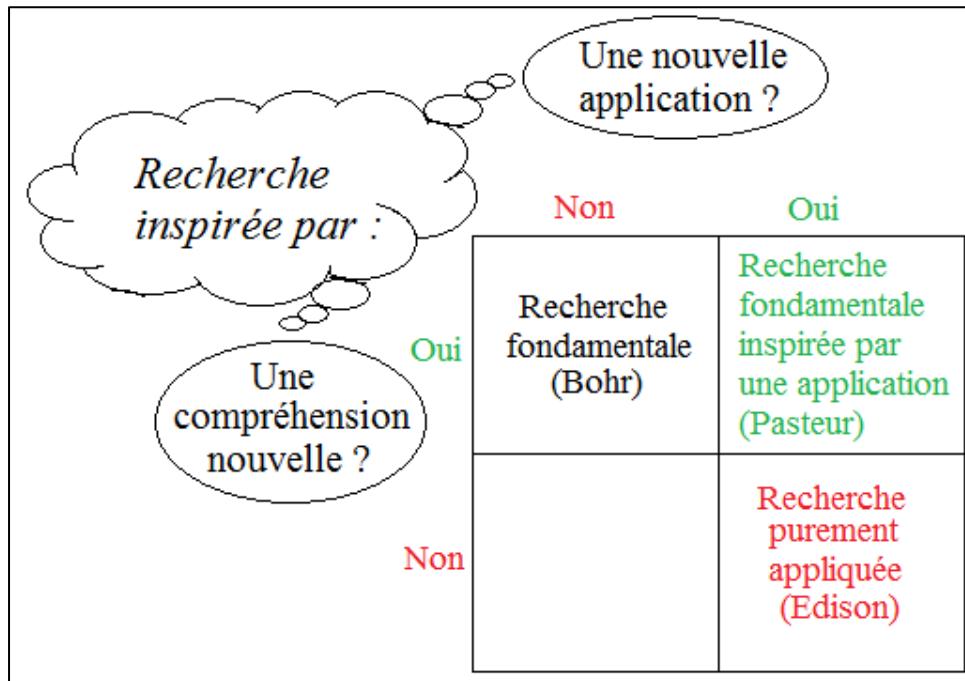 Une nouvelle
application ?
Recherche
inspirée par :
Non
Oui
Oui
Recherche
fondamentale
(Bohr)
Recherche
fondamentale
inspirée par
une application
(Pasteur)
Une
compréhension
nouvelle ?
Non
Recherche
purement
appliquée
(Edison)